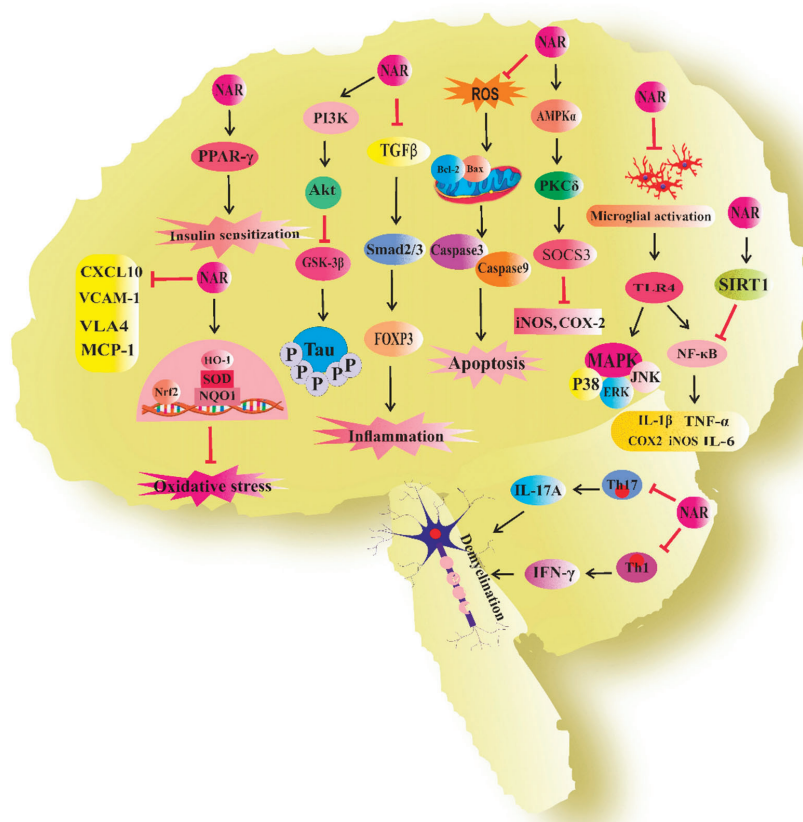 NAR
PPAR-γ
Insulin sensitization
NAR
CXCL10
VCAM-1
VLA4
MCP-1
HO-1
SOD
NQO1
Nrf2
Oxidative stress
NAR
PI3K
Akt
GSK-3β
Tau
P
P
P
P
P
TGFβ
Smad2/3
FOXP3
Inflammation
NAR
ROS
Bcl-2
Bax
Caspase3
Caspase9
Apoptosis
AMPKα
PKCδ
SOCS3
iNOS, COX-2
NAR
Microglial activation
TLR4
MAPK
P38
ERK
JNK
NAR
SIRT1
NF-κB
IL-1β TNF-α
COX2 iNOS IL-6
NAR
Th17
IL-17A
Th1
IFN-γ
Demyelination